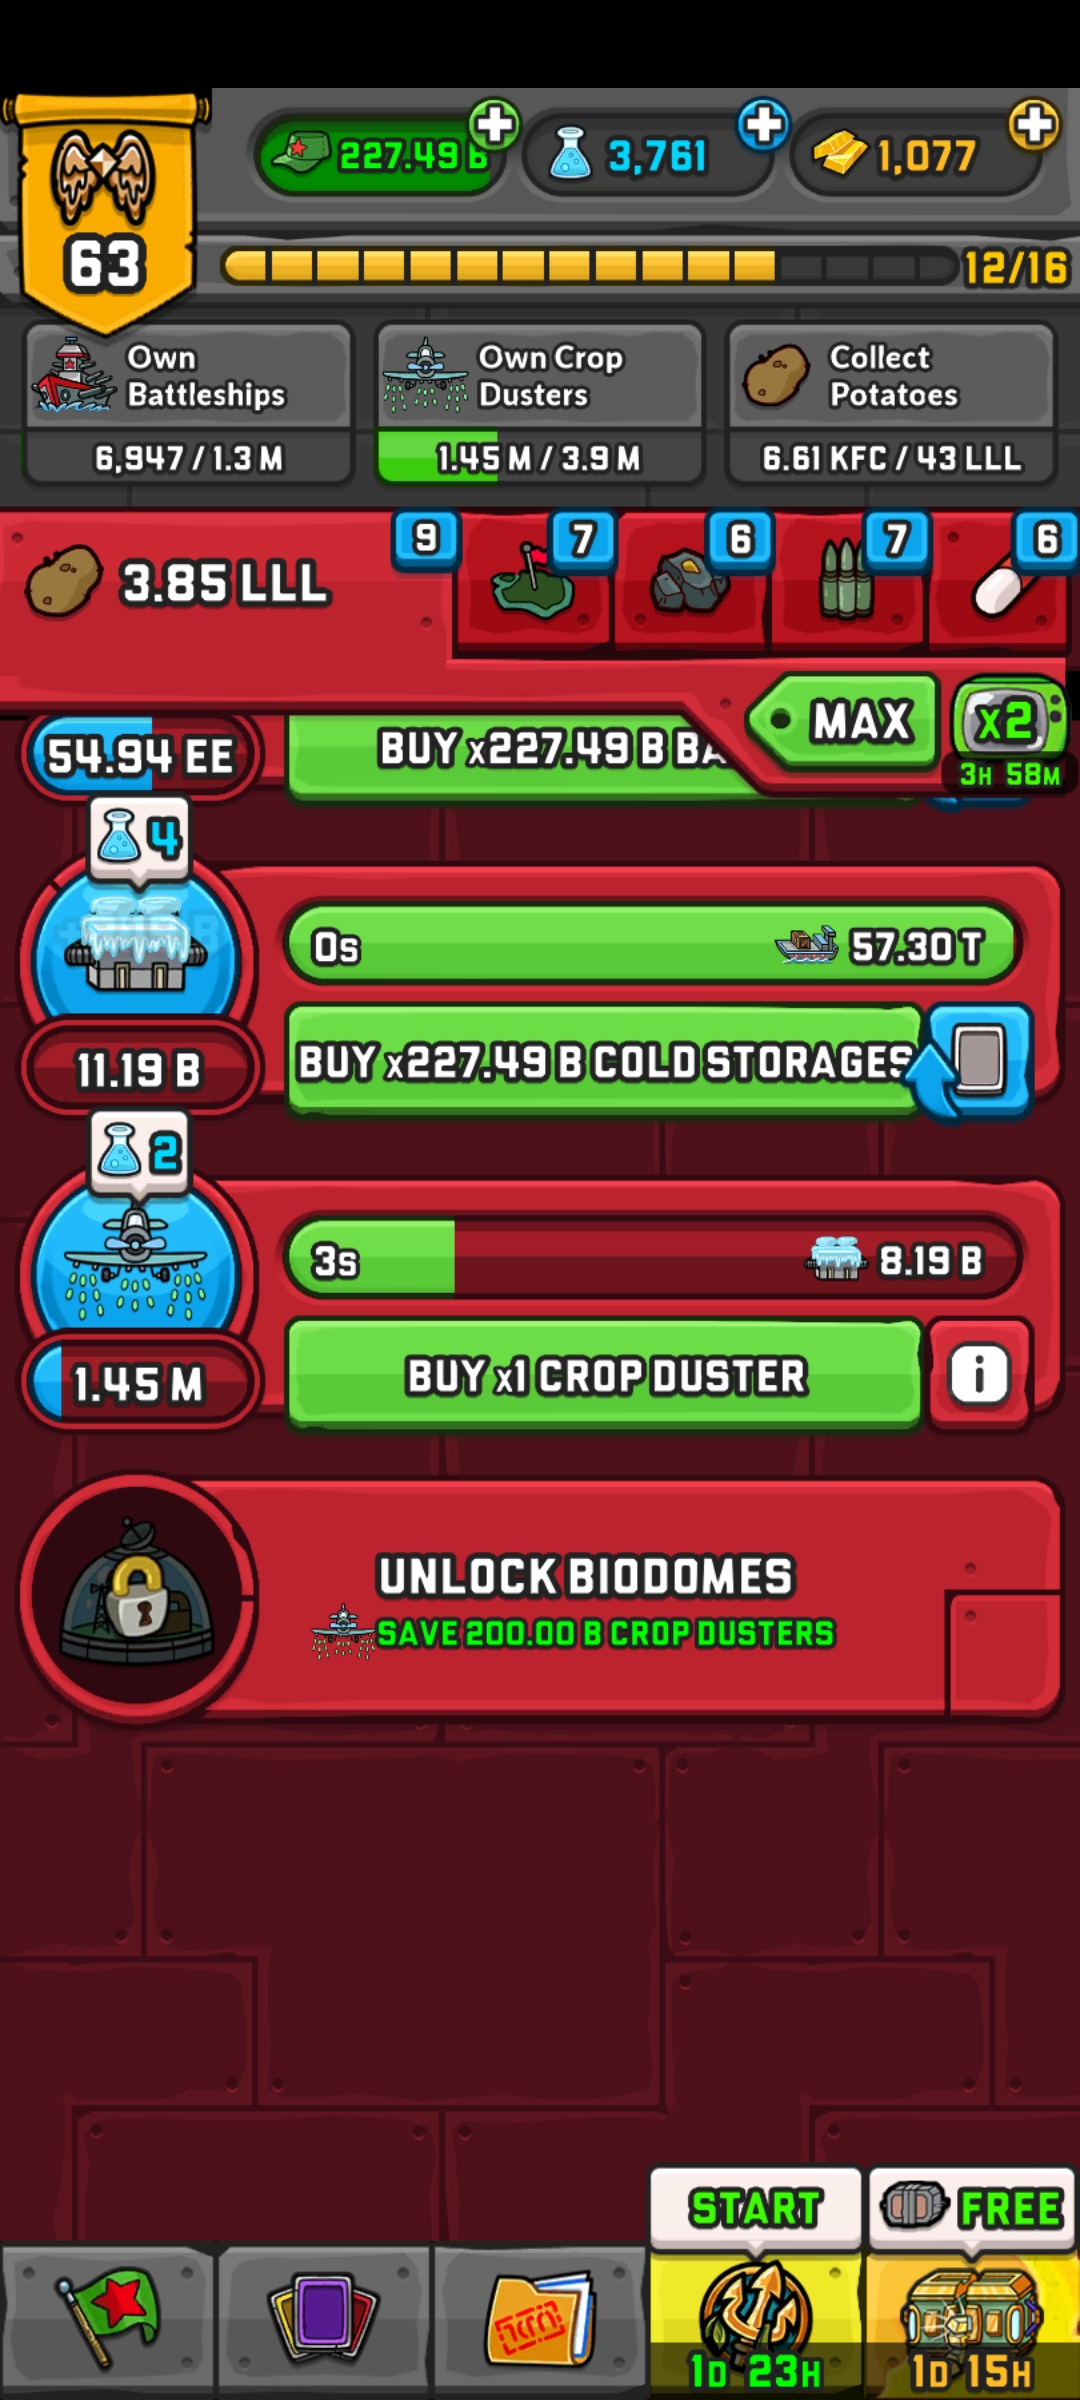 227.49 B
3,761
1,077
63
12/16
Own
Battleships
6,947 / 1.3 M
Own Crop
Dusters
1.45 M / 3.9 M
Collect
Potatoes
6.61 KFC / 43 LLL
3.85 LLL
9
7
6
7
6
MAX
x2
3H 58M
54.94 EE
BUY x227.49 B
4
0s
57.30 T
11.19 B
BUY x227.49 B COLD STORAGES
2
3s
8.19 B
1.45 M
BUY x1 CROP DUSTER
i
UNLOCK BIODOMES
SAVE 200.00 B CROP DUSTERS
START
FREE
1D 23H
1D 15H